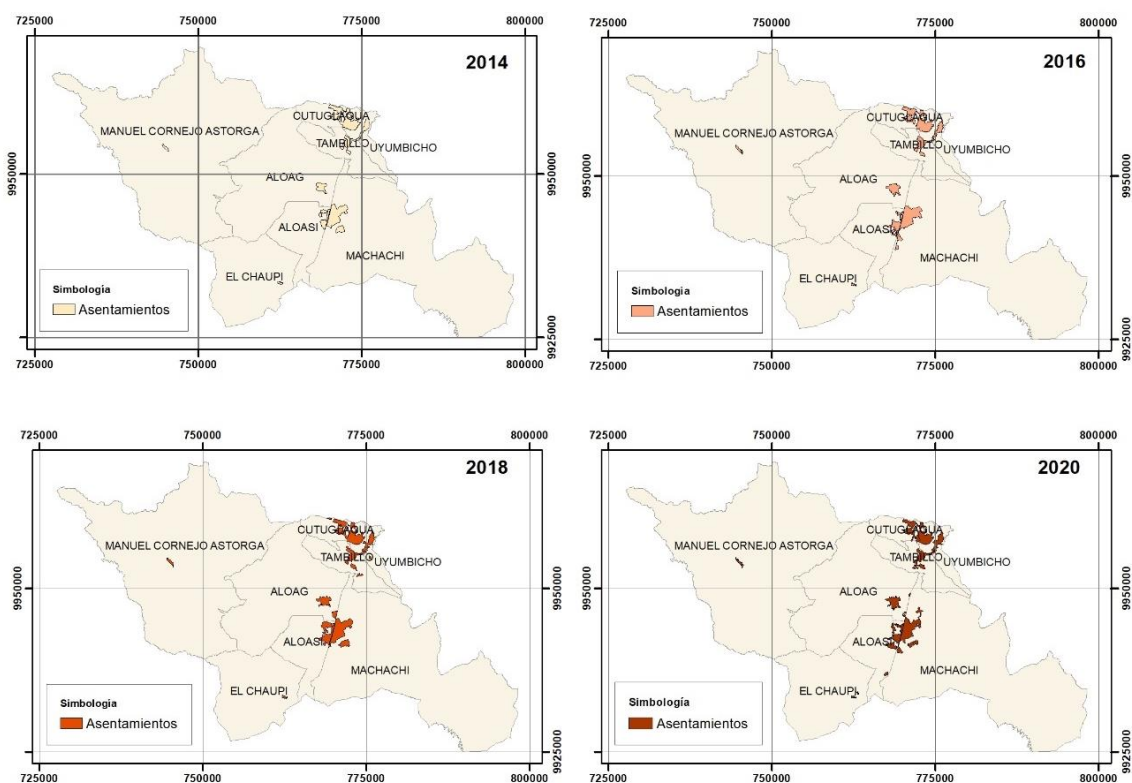 725000 750000 775000 800000
2014
MANUEL CORNEJO ASTORGA
CUTUGLAGUA
TAMBILLO
UYUMBICHO
9950000 9950000
ALOAG
ALOASI
MACHACHI
EL CHAUPI
Simbología
Asentamientos
9925000
725000 750000 775000 800000
725000 750000 775000 800000
2016
CUTUGLAGUA
MANUEL CORNEJO ASTORGA
TAMBILLO
UYUMBICHO
9950000 9950000
ALOAG
ALOASI
MACHACHI
EL CHAUPI
Simbología
Asentamientos
9925000
725000 750000 775000 800000
725000 750000 775000 800000
2018
CUTUGLAGUA
MANUEL CORNEJO ASTORGA
TAMBILLO
UYUMBICHO
9950000 9950000
ALOAG
ALOASI
MACHACHI
EL CHAUPI
Simbología
Asentamientos
9925000
725000 750000 775000 800000
725000 750000 775000 800000
2020
CUTUGLAGUA
MANUEL CORNEJO ASTORGA
TAMBILLO
UYUMBICHO
9950000 9950000
ALOAG
ALOASI
MACHACHI
EL CHAUPI
Simbología
Asentamientos
9925000
725000 750000 775000 800000